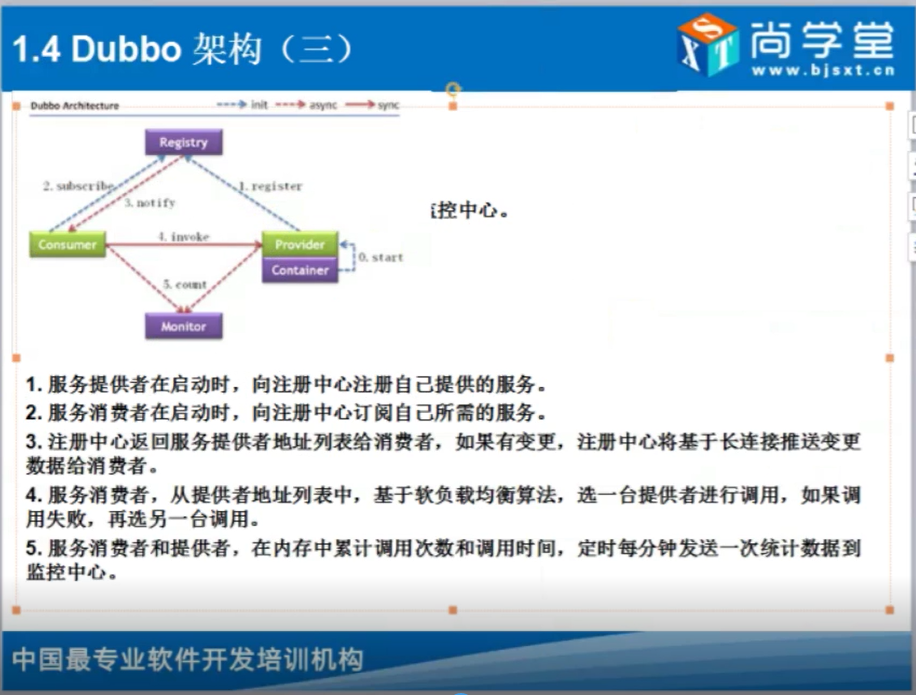 1.4 Dubbo 架构（三）
尚学堂
www.bjsxt.cn
SXT
Dubbo Architecture
init
async
sync
Registry
2. subscribe
1. register
3. notify
4. invoke
Consumer
Provider
Container
0. start
5. count
Monitor
监控中心。
1. 服务提供者在启动时，向注册中心注册自己提供的服务。
2. 服务消费者在启动时，向注册中心订阅自己所需的服务。
3. 注册中心返回服务提供者地址列表给消费者，如果有变更，注册中心将基于长连接推送变更
数据给消费者。
4. 服务消费者，从提供者地址列表中，基于软负载均衡算法，选一台提供者进行调用，如果调
用失败，再选另一台调用。
5. 服务消费者和提供者，在内存中累计调用次数和调用时间，定时每分钟发送一次统计数据到
监控中心。
中国最专业软件开发培训机构